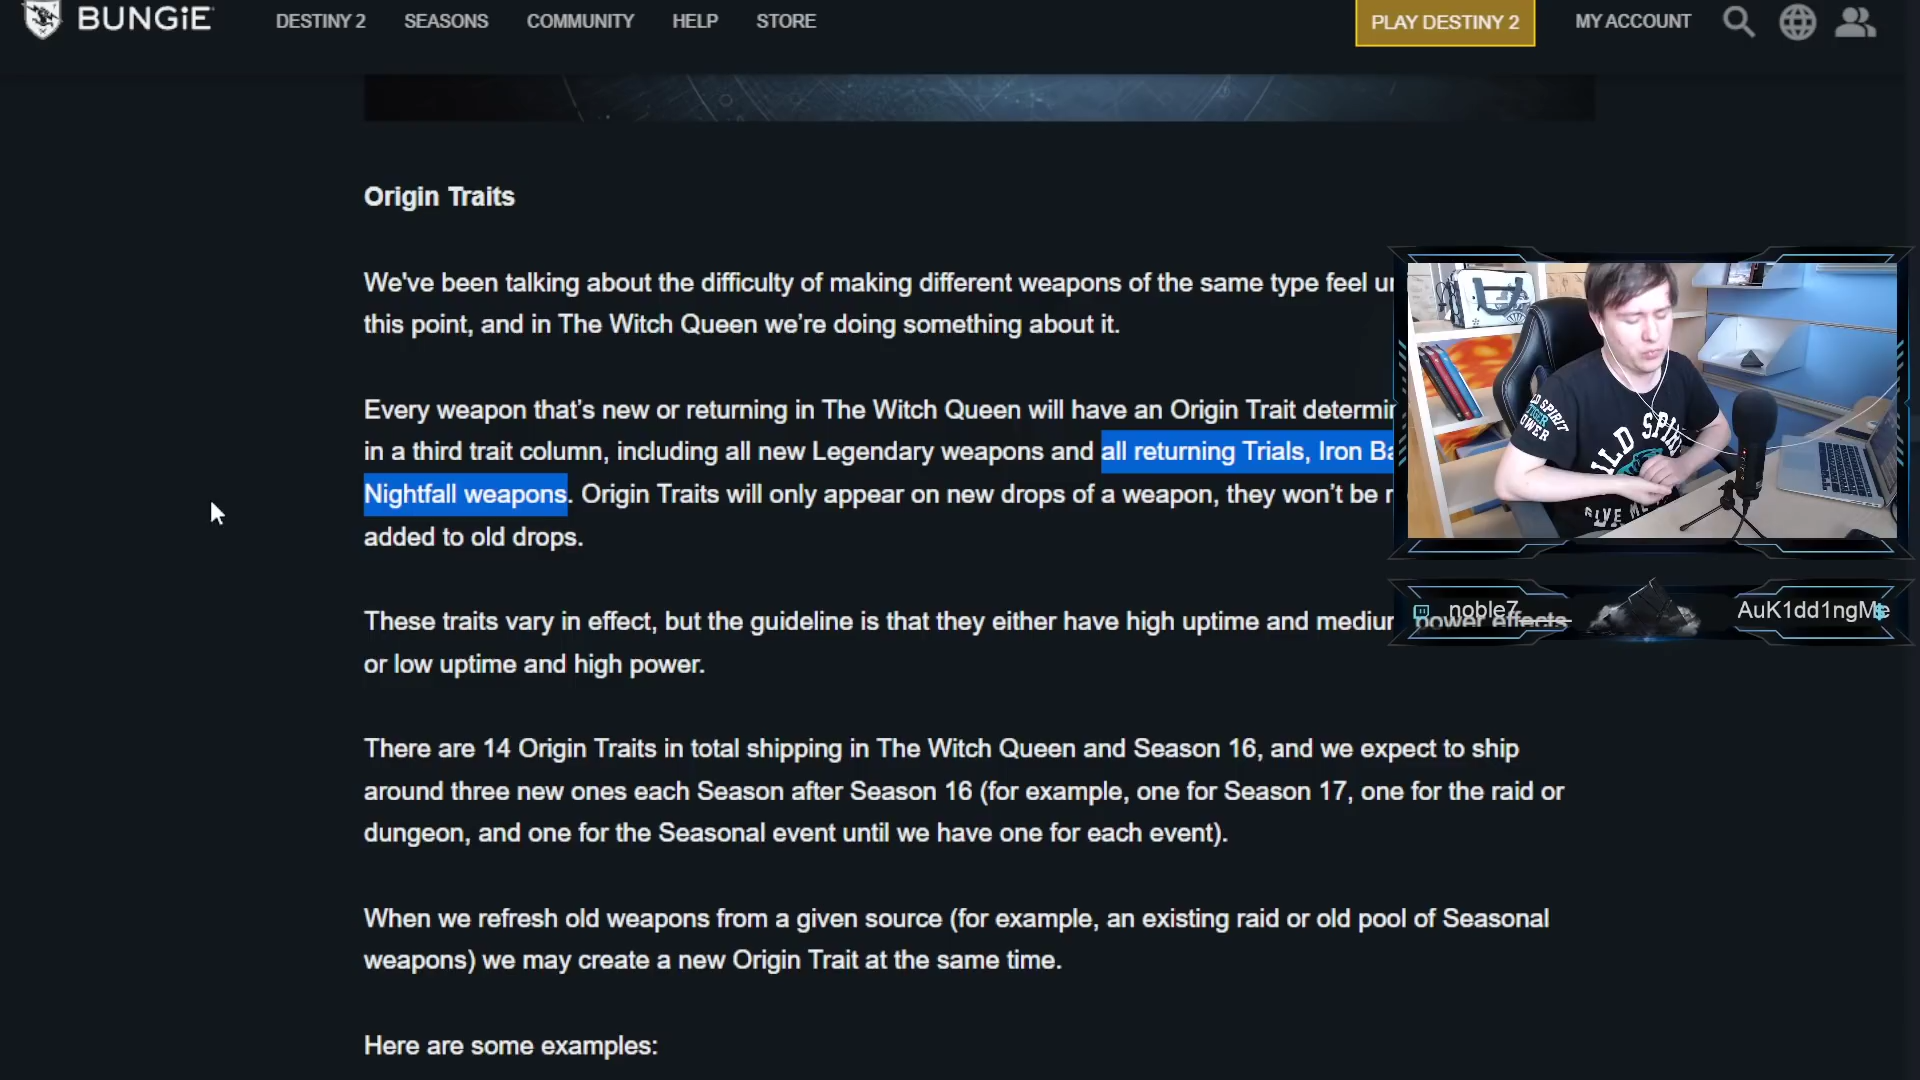 BUNGiE DESTINY 2 SEASONS COMMUNITY HELP STORE PLAY DESTINY 2 MY ACCOUNT
Origin Traits
We've been talking about the difficulty of making different weapons of the same type feel
this point, and in The Witch Queen we're doing something about it.
Every weapon that's new or returning in The Witch Queen will have an Origin Trait
in a third trait column, including all new Legendary weapons and all returning Trials, Iron
Nightfall weapons. Origin Traits will only appear on new drops of a weapon, they won't be
added to old drops.
These traits vary in effect, but the guideline is that they either have high uptime and medium power effects
or low uptime and high power.
There are 14 Origin Traits in total shipping in The Witch Queen and Season 16, and we expect to ship
around three new ones each Season after Season 16 (for example, one for Season 17, one for the raid or
dungeon, and one for the Seasonal event until we have one for each event).
When we refresh old weapons from a given source (for example, an existing raid or old pool of Seasonal
weapons) we may create a new Origin Trait at the same time.
Here are some examples:
SPIRIT
TIGER
POWER
noble7
AuK1dd1ngMe